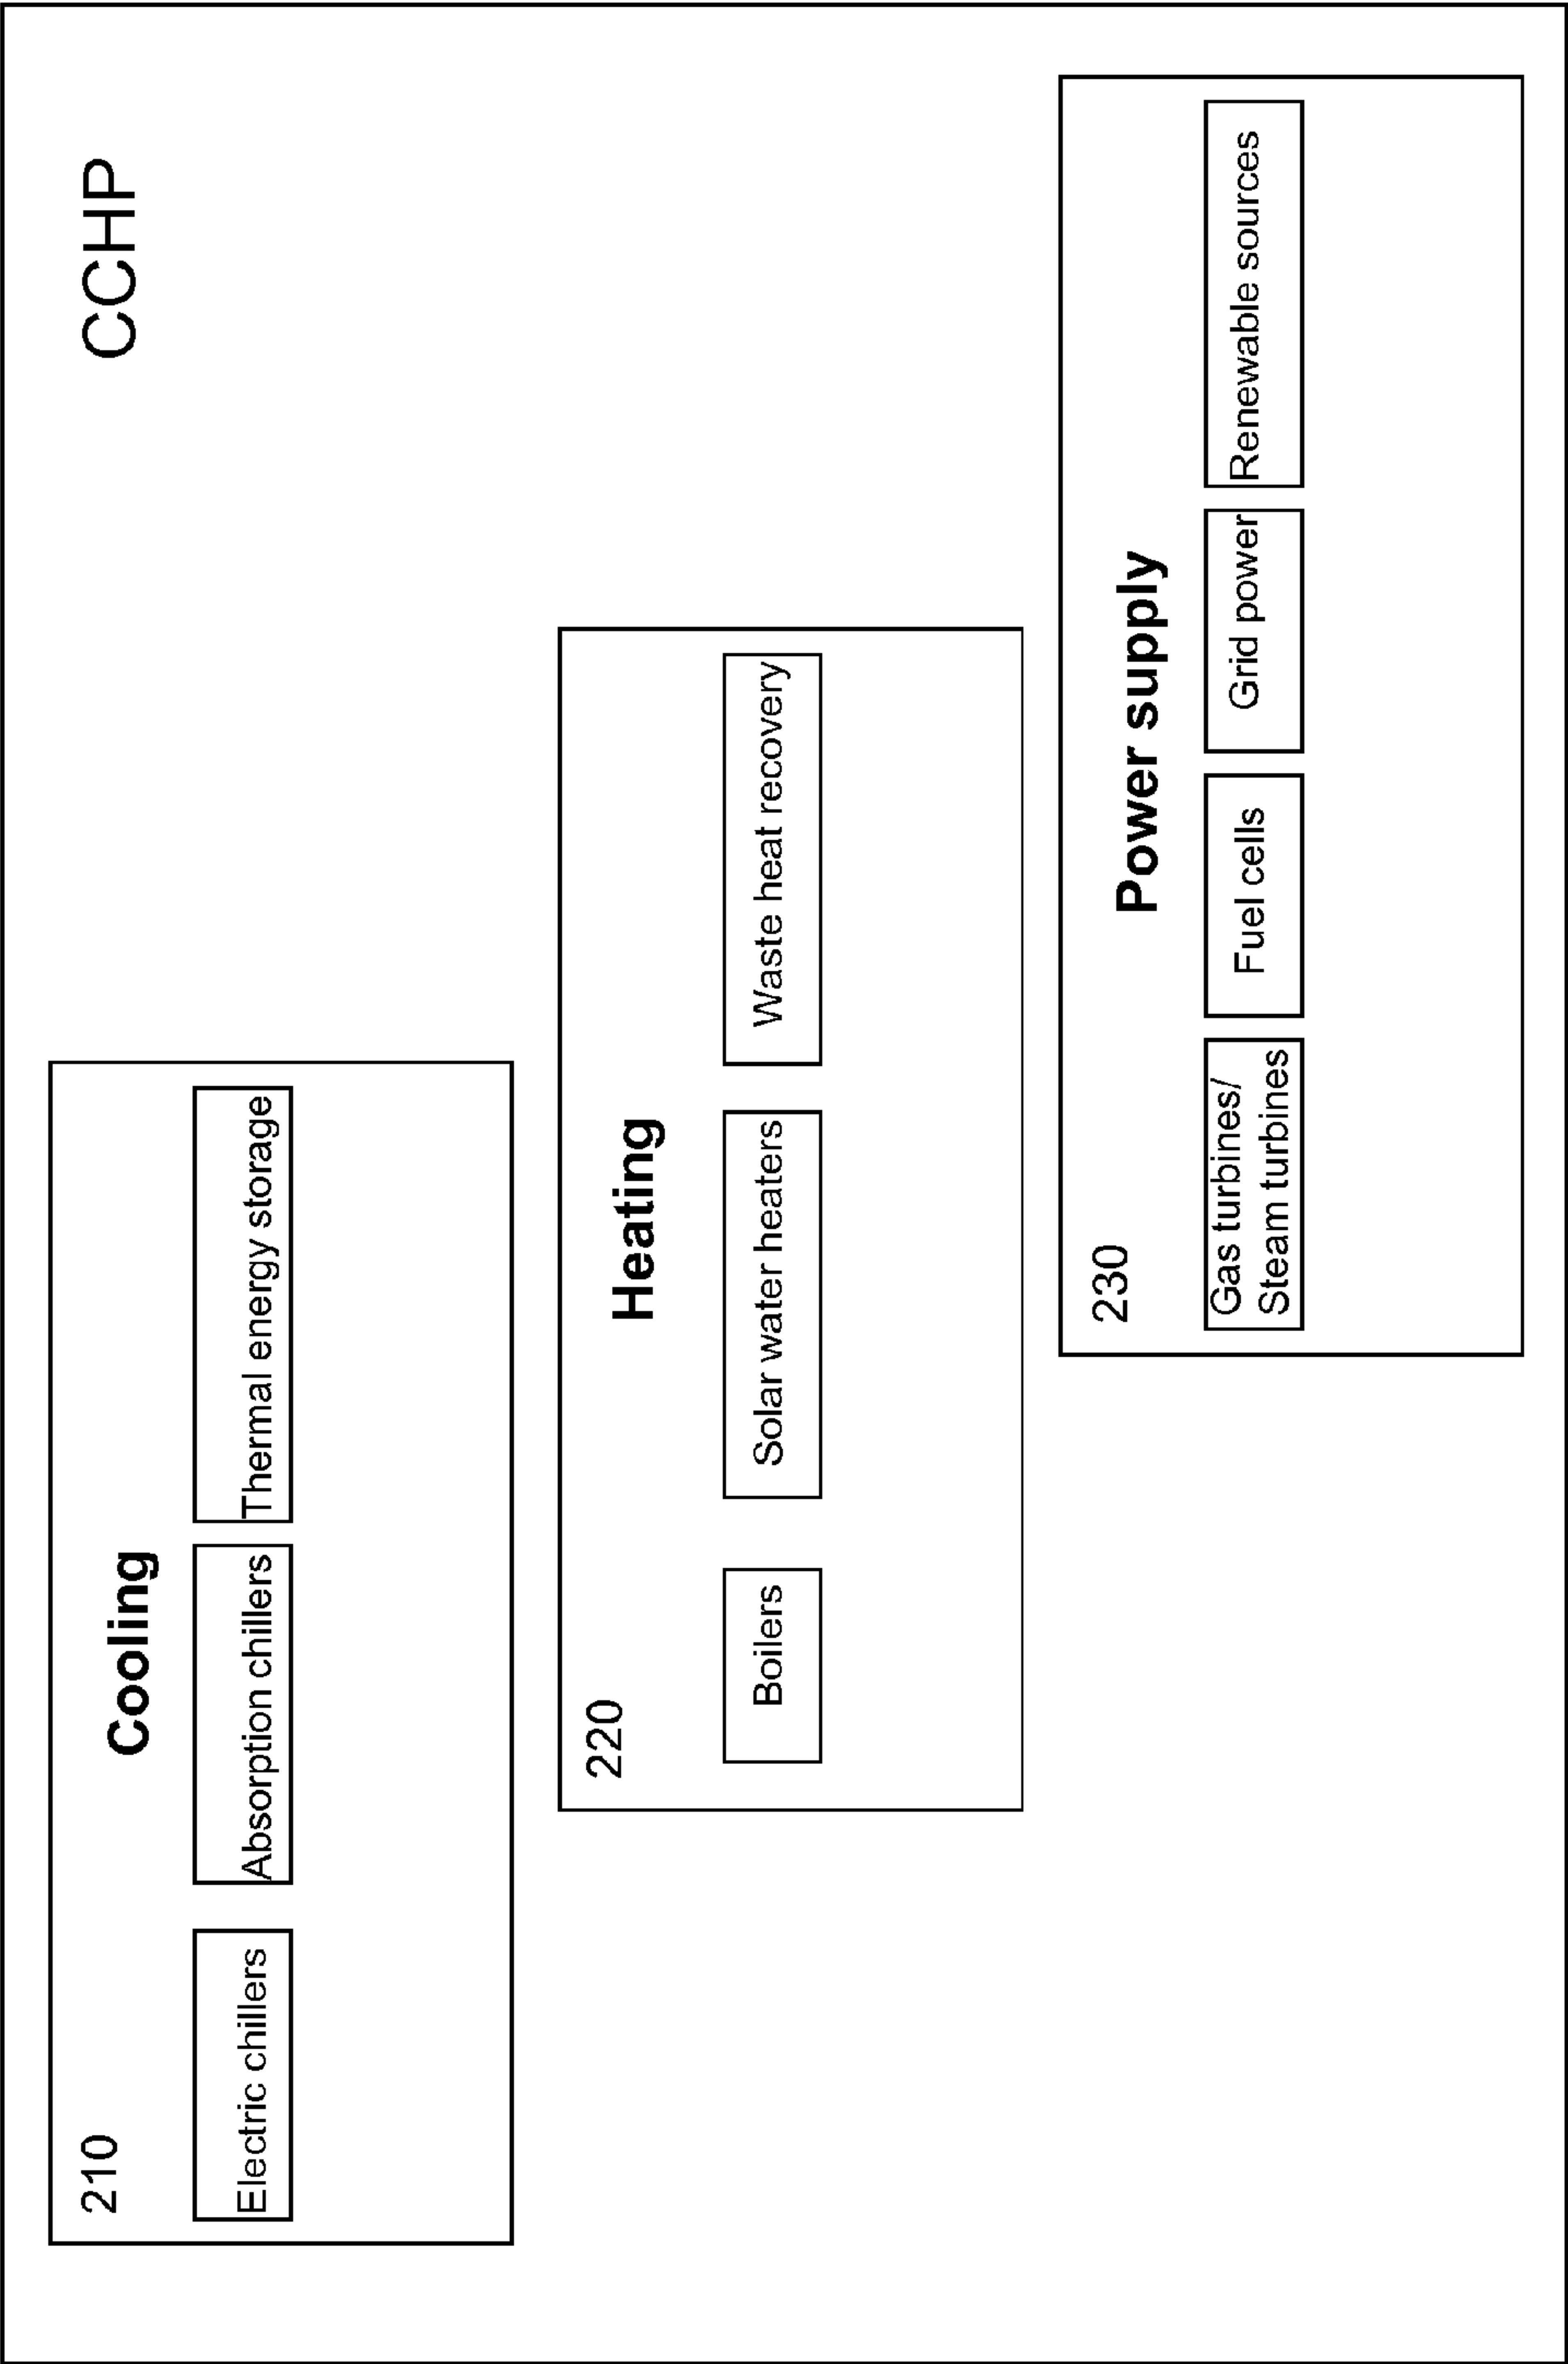 CCHP
210
Cooling
Electric chillers
Absorption chillers
Thermal energy storage
220
Heating
Boilers
Solar water heaters
Waste heat recovery
230
Power supply
Gas turbines/
Steam turbines
Fuel cells
Grid power
Renewable sources